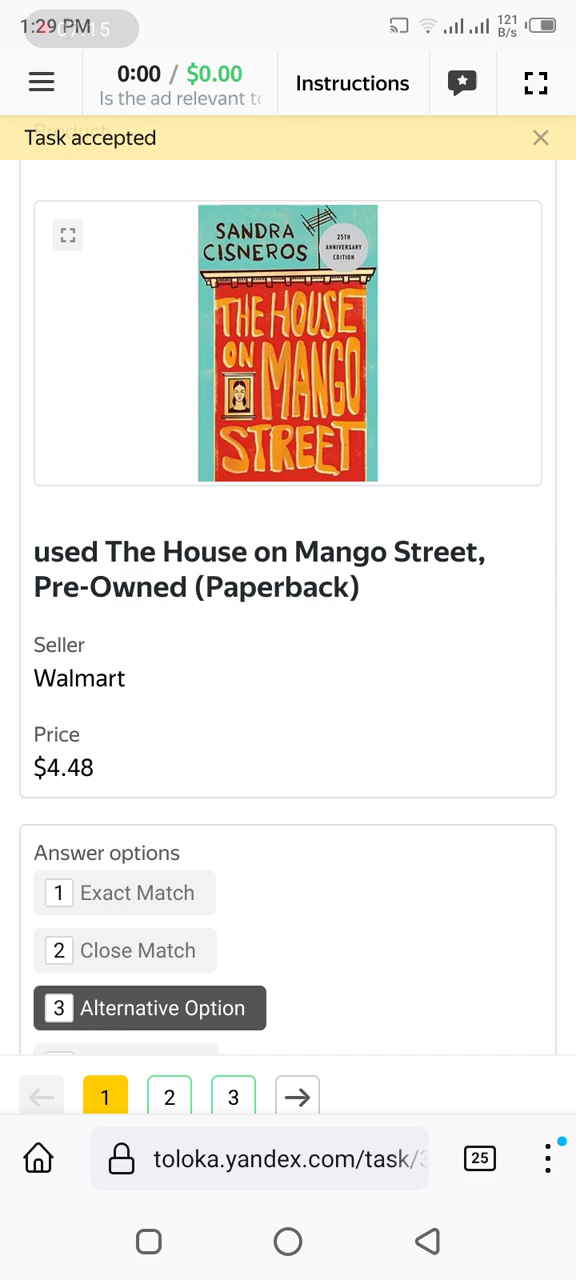 1:29 PM
121
B/s
0:00 / $0.00
Is the ad relevant to
Instructions
Task accepted
SANDRA
CISNEROS
25TH
ANNIVERSARY
EDITION
THE HOUSE
ON MANGO
STREET
used The House on Mango Street,
Pre-Owned (Paperback)
Seller
Walmart
Price
$4.48
Answer options
1 Exact Match
2 Close Match
3 Alternative Option
1 2 3
toloka.yandex.com/task/3
25